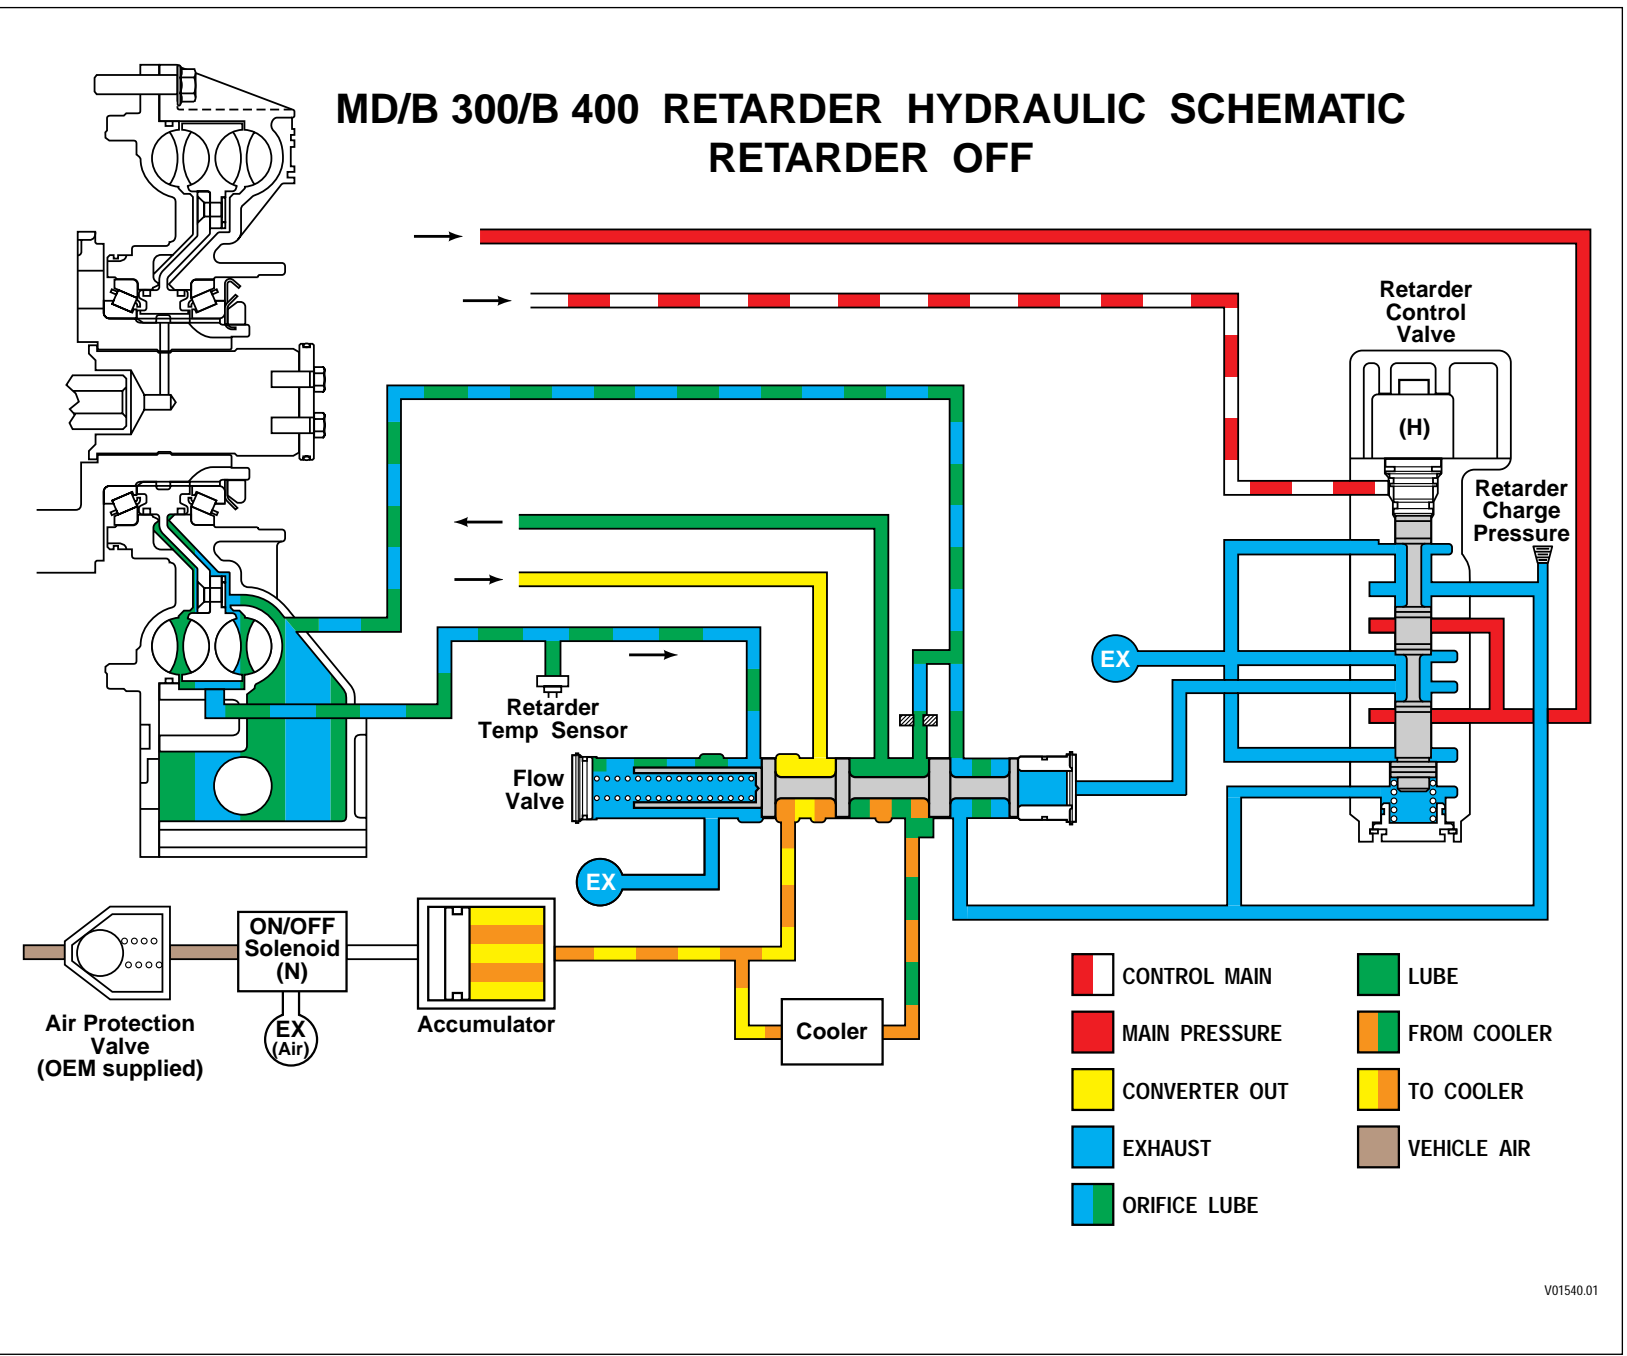 MD/B 300/B 400 RETARDER HYDRAULIC SCHEMATIC
RETARDER OFF
Retarder
Control
Valve
(H)
Retarder
Charge
Pressure
EX
Retarder
Temp Sensor
Flow
Valve
EX
ON/OFF
Solenoid
(N)
EX
(Air)
Air Protection
Valve
(OEM supplied)
Accumulator
Cooler
CONTROL MAIN
MAIN PRESSURE
CONVERTER OUT
EXHAUST
ORIFICE LUBE
LUBE
FROM COOLER
TO COOLER
VEHICLE AIR
V01540.01